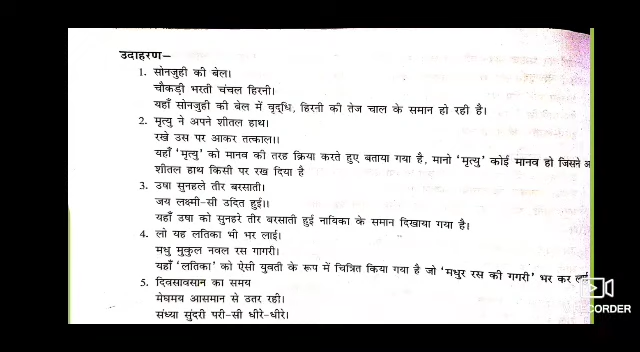 उदाहरण–
1. सोनजुही की बेल।
चौकड़ी भरती चंचल हिरनी।
यहाँ सोनजुही की बेल में वृद्धि, हिरनी की तेज चाल के समान हो रही है।
2. मृत्यु ने अपने शीतल हाथ।
रखे उस पर आकर तत्काल।।
यहाँ 'मृत्यु' को मानव की तरह क्रिया करते हुए बताया गया है, मानो 'मृत्यु' कोई मानव हो जिसने
शीतल हाथ किसी पर रख दिया है
3. उषा सुनहले तीर बरसाती।
जय लक्ष्मी-सी उदित हुई।।
यहाँ उषा को सुनहरे तीर बरसाती हुई नायिका के समान दिखाया गया है।
4. लो यह लतिका भी भर लाई।
मधु मुकुल नवल रस गागरी।
यहाँ 'लतिका' को ऐसी युवती के रूप में चित्रित किया गया है जो 'मधुर रस की गगरी' भर कर
5. दिवसावसान का समय
मेघमय आसमान से उतर रही।
संध्या सुंदरी परी-सी धीरे-धीरे।
CORDER